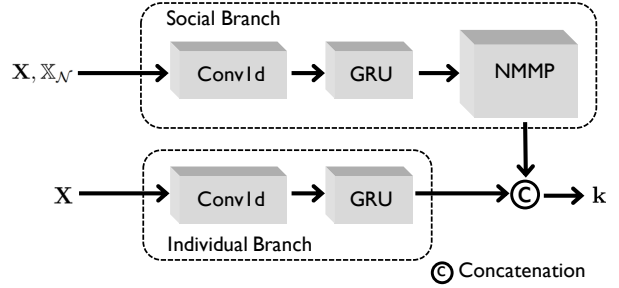 Social Branch
X, 𝕏_𝒩
Conv1d
GRU
NMMP
X
Conv1d
GRU
C
k
Individual Branch
C Concatenation